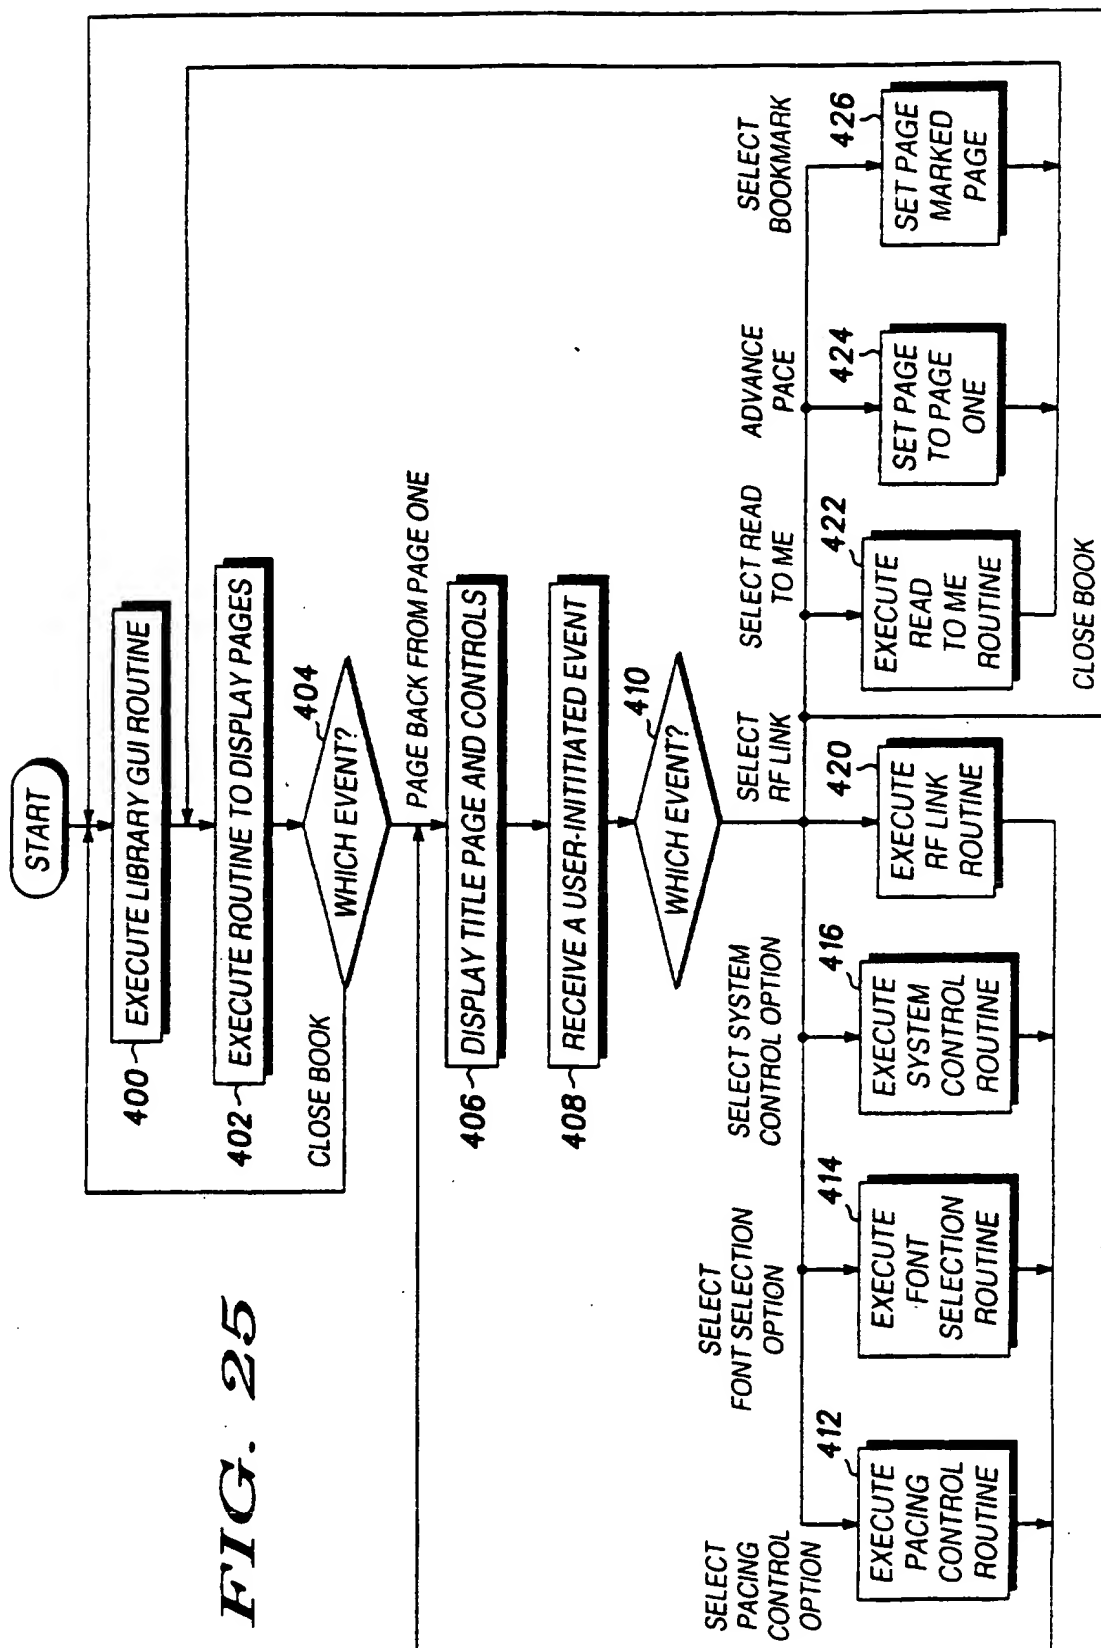 FIG. 25
START
EXECUTE LIBRARY GUI ROUTINE
400
EXECUTE ROUTINE TO DISPLAY PAGES
402
WHICH EVENT?
404
CLOSE BOOK
PAGE BACK FROM PAGE ONE
DISPLAY TITLE PAGE AND CONTROLS
406
RECEIVE A USER-INITITIATED EVENT
408
WHICH EVENT?
410
SELECT
PACING
CONTROL
OPTION
412
EXECUTE
PACING
CONTROL
ROUTINE
SELECT
FONT SELECTION
OPTION
414
EXECUTE
FONT
SELECTION
ROUTINE
SELECT SYSTEM
CONTROL OPTION
416
EXECUTE
SYSTEM
CONTROL
ROUTINE
SELECT
RF LINK
420
EXECUTE
RF LINK
ROUTINE
SELECT READ
TO ME
422
EXECUTE
READ
TO ME
ROUTINE
ADVANCE
PACE
424
SET PAGE
TO PAGE
ONE
SELECT
BOOKMARK
426
SET PAGE
MARKED
PAGE
CLOSE BOOK